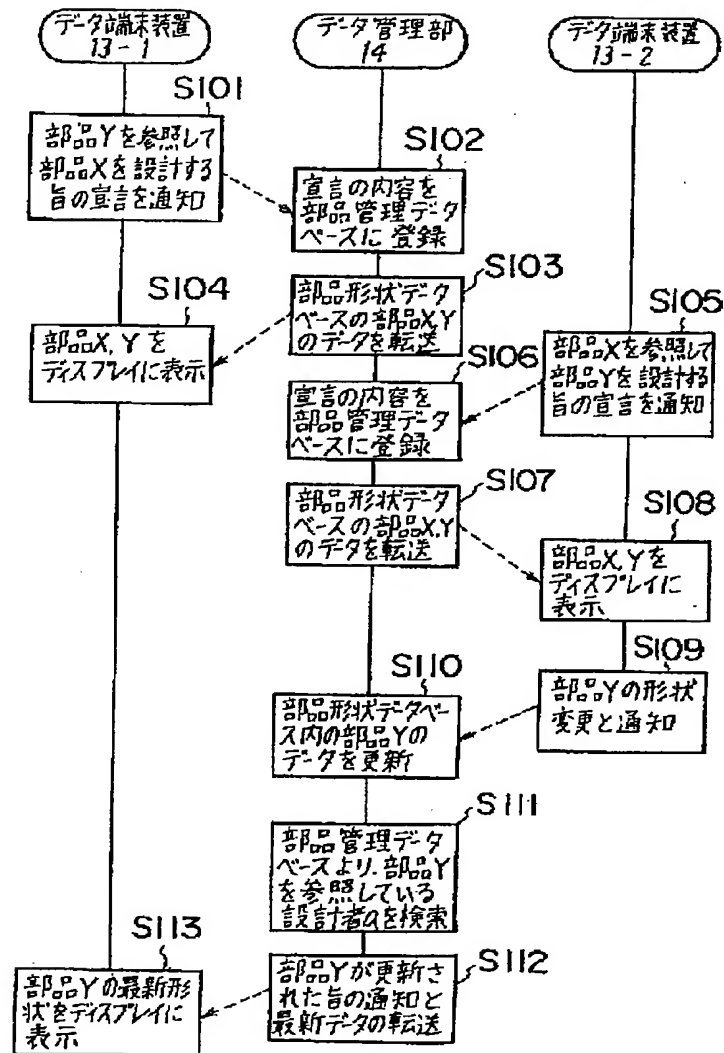 データ端末装置
13-1
データ管理部
14
データ端末装置
13-2
S101
部品Yを参照して
部品Xを設計する
旨の宣言を通知
S102
宣言の内容を
部品管理データ
ベースに登録
S103
部品形状データ
ベースの部品X,Y
のデータを転送
S104
部品X,Yを
ディスプレイに表示
S105
部品Xを参照して
部品Yを設計する
旨の宣言を通知
S106
宣言の内容を
部品管理データ
ベースに登録
S107
部品形状データ
ベースの部品X,Y
のデータを転送
S108
部品X,Yを
ディスプレイに
表示
S109
部品Yの形状
変更と通知
S110
部品形状データベー
ス内の部品Yの
データを更新
S111
部品管理データ
ベースより、部品Y
を参照している
設計者aを検索
S112
部品Yが更新さ
れた旨の通知と
最新データの転送
S113
部品Yの最新形
状をディスプレイに
表示